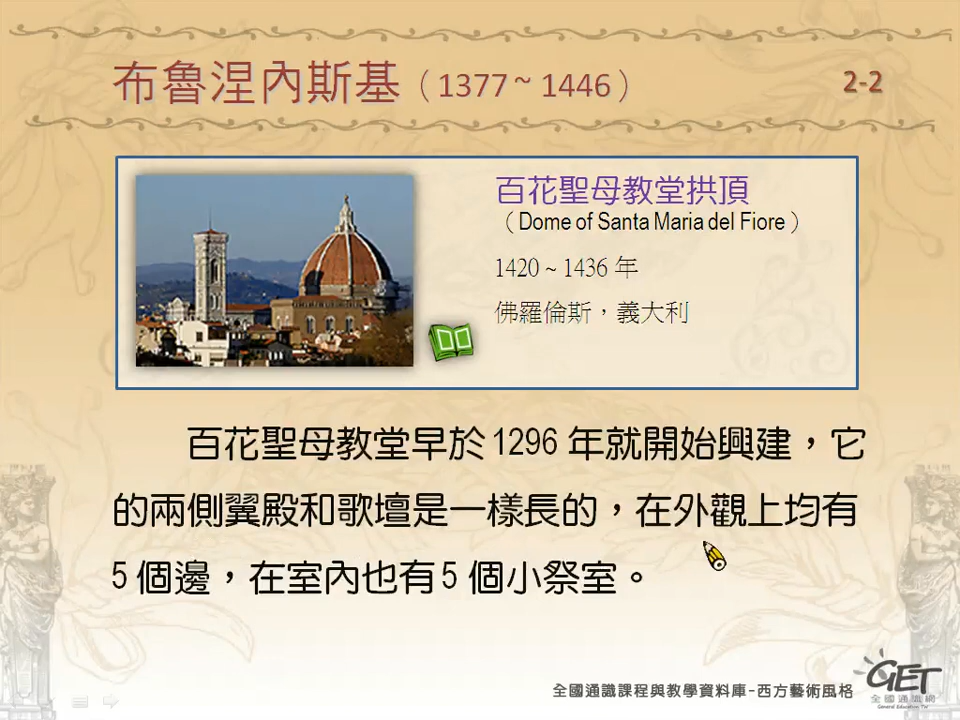 布魯涅內斯基（1377 ~ 1446）
2-2
百花聖母教堂拱頂
（Dome of Santa Maria del Fiore）
1420 ~ 1436 年
佛羅倫斯，義大利
百花聖母教堂早於 1296 年就開始興建，它
的兩側翼殿和歌壇是一樣長的，在外觀上均有
5 個邊，在室內也有 5 個小祭室。
全國通識課程與教學資料庫-西方藝術風格
GET
全國通識網
General Education TW